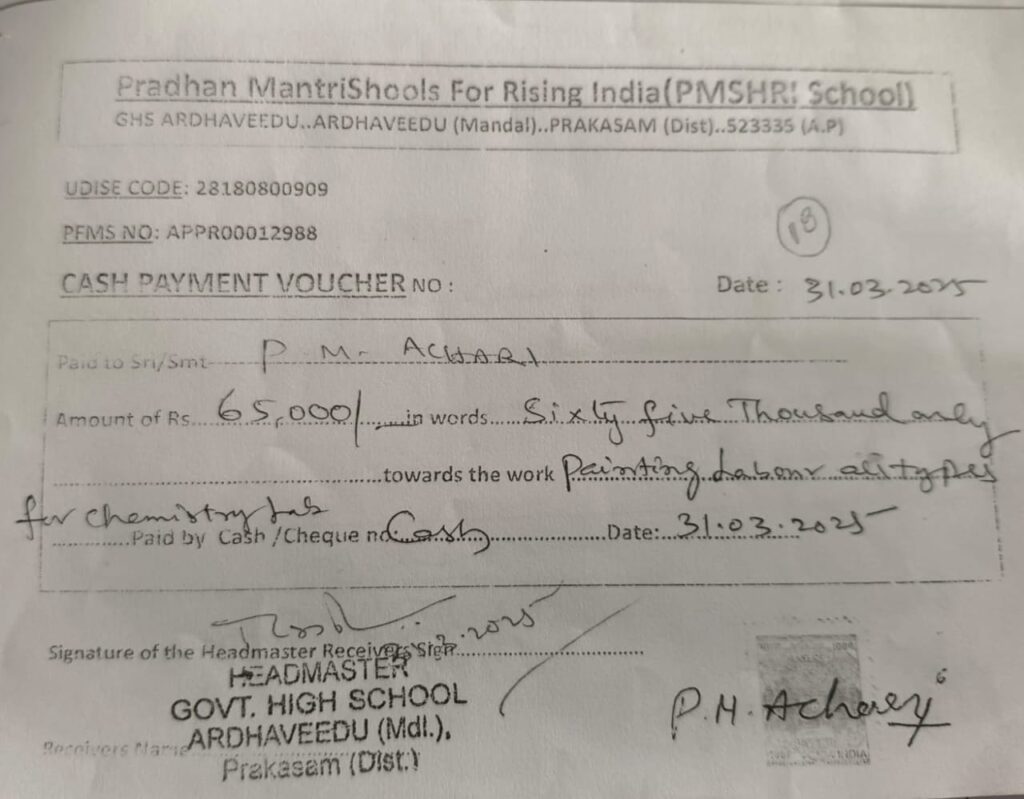 Pradhan MantriShools For Rising India(PMSHRI School)
GHS ARDHAVEEDU..ARDHAVEEDU (Mandal)..PRAKASAM (Dist)..523335 (A.P)
UDISE CODE: 28180800909
PFMS NO: APPR00012988
18
CASH PAYMENT VOUCHER NO : Date : 31.03.2025
Paid to Sri/Smt P. M. ACHARI
Amount of Rs. 65,000/- in words Sixty five Thousand only
towards the work Painting Labour all types
for chemistry Lab
Paid by Cash /Cheque no Cash Date: 31.03.2025
Signature of the Headmaster Receivers Sign
HEADMASTER
GOVT. HIGH SCHOOL
P.M. Achary
ARDHAVEEDU (Mdl.),
Receivers Name
Prakasam (Dist.)